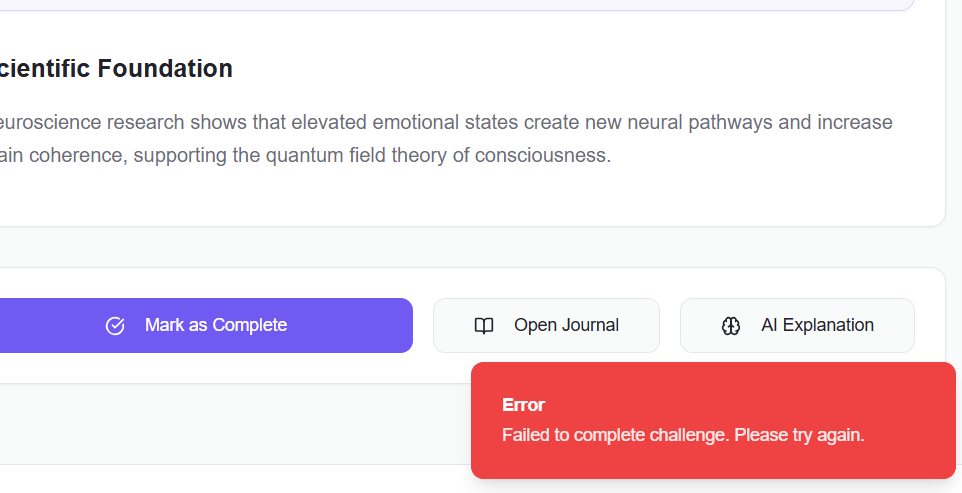 cientific Foundation
euroscience research shows that elevated emotional states create new neural pathways and increase
ain coherence, supporting the quantum field theory of consciousness.
Mark as Complete
Open Journal
AI Explanation
Error
Failed to complete challenge. Please try again.